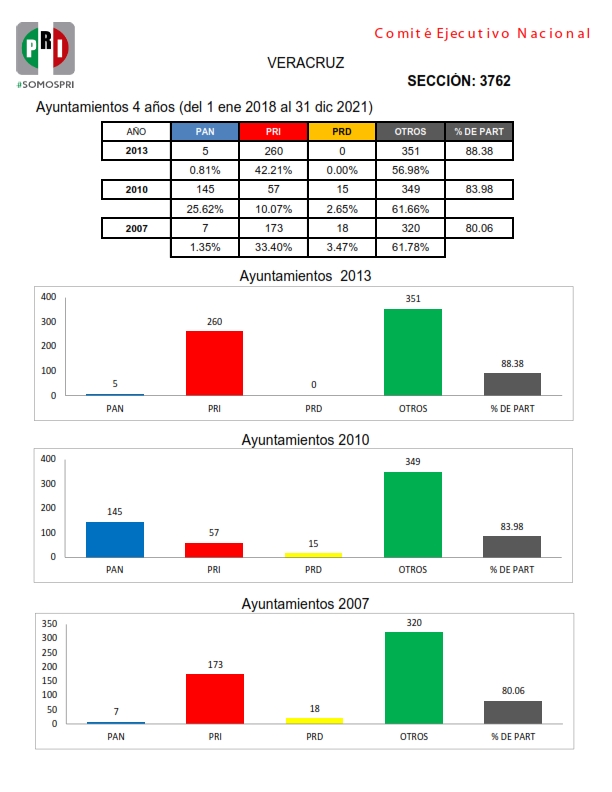 Comité Ejecutivo Nacional
PRI
#SOMOSPRI
VERACRUZ
SECCIÓN: 3762
Ayuntamientos 4 años (del 1 ene 2018 al 31 dic 2021)
AÑO PAN PRI PRD OTROS % DE PART
2013 5 260 0 351 88.38
0.81% 42.21% 0.00% 56.98%
2010 145 57 15 349 83.98
25.62% 10.07% 2.65% 61.66%
2007 7 173 18 320 80.06
1.35% 33.40% 3.47% 61.78%
Ayuntamientos 2013
400
300
200
100
0
5 260 0 351 88.38
PAN PRI PRD OTROS % DE PART
Ayuntamientos 2010
400
300
200
100
0
145 57 15 349 83.98
PAN PRI PRD OTROS % DE PART
Ayuntamientos 2007
350
300
250
200
150
100
50
0
7 173 18 320 80.06
PAN PRI PRD OTROS % DE PART